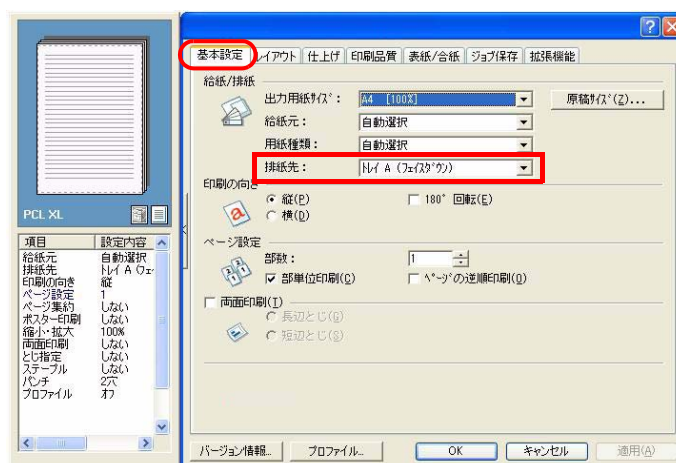 基本設定 レイアウト 仕上げ 印刷品質 表紙/合紙 ジョブ保存 拡張機能
給紙/排紙
出力用紙ｻｲｽﾞ： A4 [100%] 原稿ｻｲｽﾞ(Z)...
給紙元： 自動選択
用紙種類： 自動選択
排紙先： ﾄﾚｲ A (ﾌｪｲｽﾀﾞｳﾝ)
印刷の向き
縦(P) 180° 回転(E)
横(D)
ページ設定
部数： 1
部単位印刷(C) ﾍﾟｰｼﾞの逆順印刷(Q)
両面印刷(I)
長辺とじ(G)
短辺とじ(S)
バージョン情報... プロファイル... OK キャンセル 適用(A)
PCL XL
項目 設定内容
給紙元 自動選択
排紙先 ﾄﾚｲ A (ﾌｪ
印刷の向き 縦
ページ設定 1
ページ集約 しない
ポスター印刷 しない
縮小・拡大 100%
両面印刷 しない
とじ指定 しない
ステープル しない
パンチ 2穴
プロファイル オフ